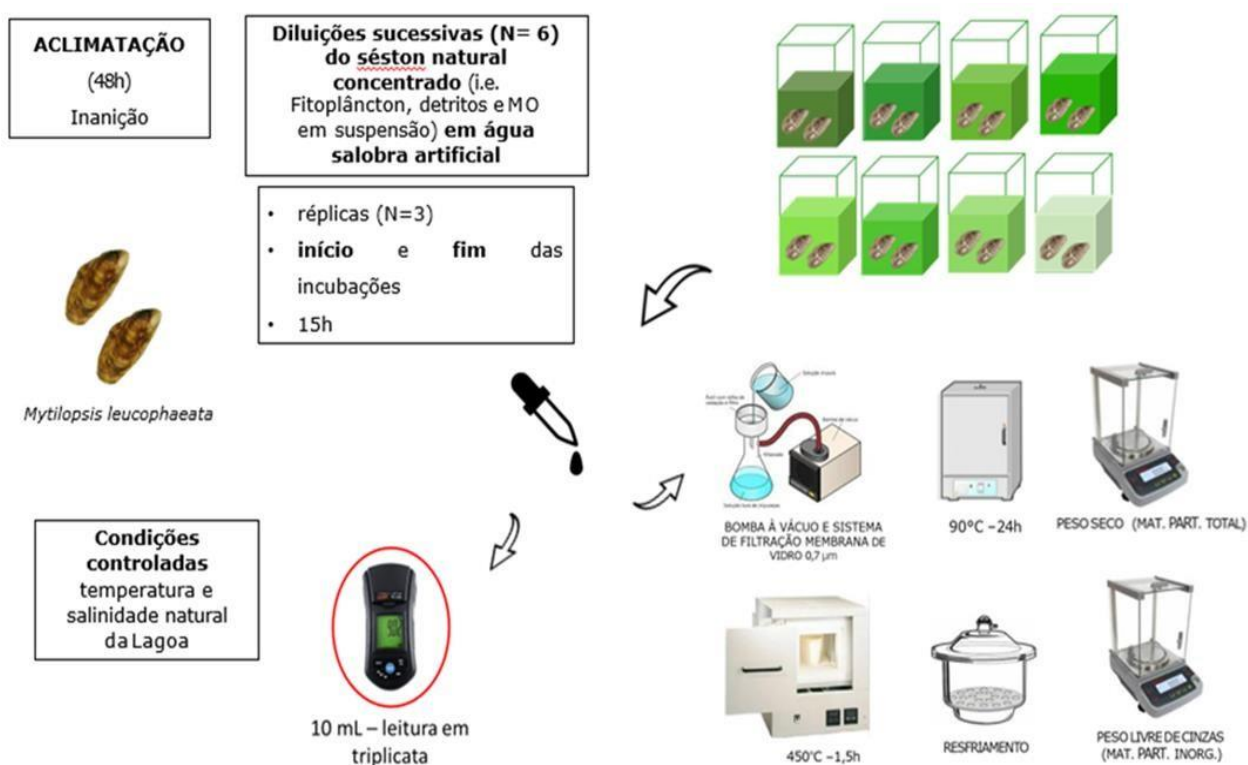 ACLIMATAÇÃO
(48h)
Inanição
Diluições sucessivas (N= 6)
do séston natural
concentrado (i.e.
Fitoplâncton, detritos e MO
em suspensão) em água
salobra artificial
• réplicas (N=3)
• início e fim das
incubações
• 15h
Mytilopsis leucophaeata
Condições
controladas
temperatura e
salinidade natural
da Lagoa
10 mL – leitura em
triplicata
Bomba de vácuo
BOMBA À VÁCUO E SISTEMA
DE FILTRAÇÃO MEMBRANA DE
VIDRO 0,7 µm
90°C –24h
PESO SECO (MAT. PART. TOTAL)
450°C –1,5h
RESFRIAMENTO
PESO LIVRE DE CINZAS
(MAT. PART. INORG.)